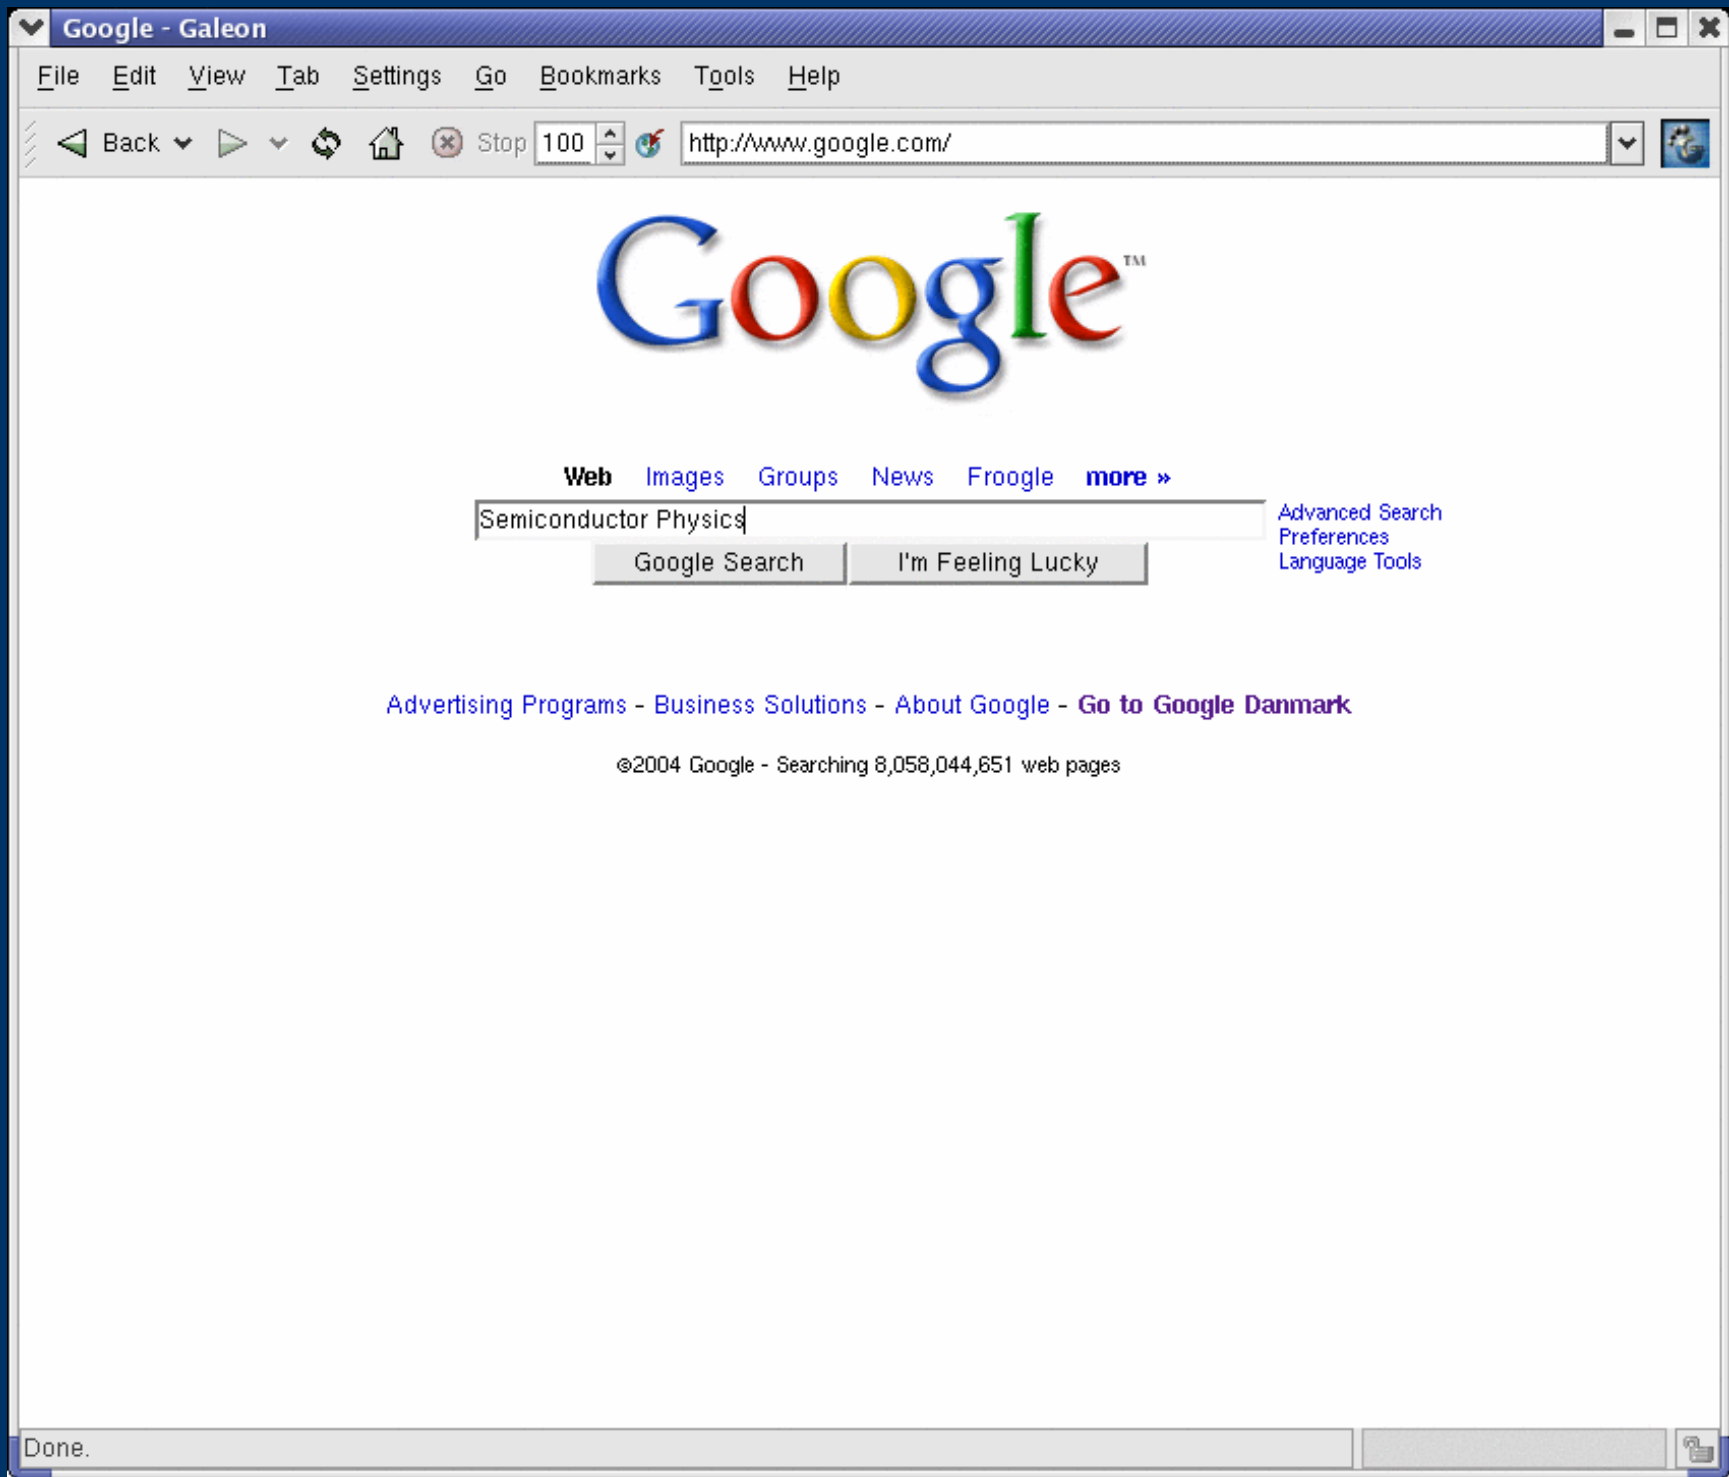 Google - Galeon
File Edit View Tab Settings Go Bookmarks Tools Help
Back Stop 100 http://www.google.com/
Google™
Web Images Groups News Froogle more »
Semiconductor Physics
Advanced Search
Preferences
Language Tools
Google Search I'm Feeling Lucky
Advertising Programs - Business Solutions - About Google - Go to Google Danmark
©2004 Google - Searching 8,058,044,651 web pages
Done.